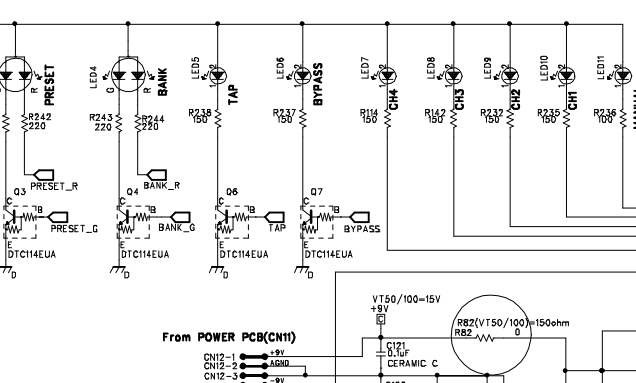 LED4
LED5
LED6
LED7
LED8
LED9
LED10
LED11
PRESET
BANK
TAP
BYPASS
CH4
CH3
CH2
CH1
R
G
R
2
1
R242
220
R243
220
R244
220
R238
150
R237
150
R114
150
R142
150
R232
150
R235
150
R236
100
PRESET_R
BANK_R
Q3
Q4
Q6
Q7
C
B
E
C
B
E
C
B
E
C
B
E
PRESET_G
BANK_G
TAP
BYPASS
DTC114EUA
DTC114EUA
DTC114EUA
DTC114EUA
D
D
D
D
VT50/100=15V
+9V
C
R82(VT50/100)=150ohm
R82
0
From POWER PCB(CN11)
CN12-1
+9V
CN12-2
AGND
CN12-3
-9V
C121
0.1uF
CERAMIC C